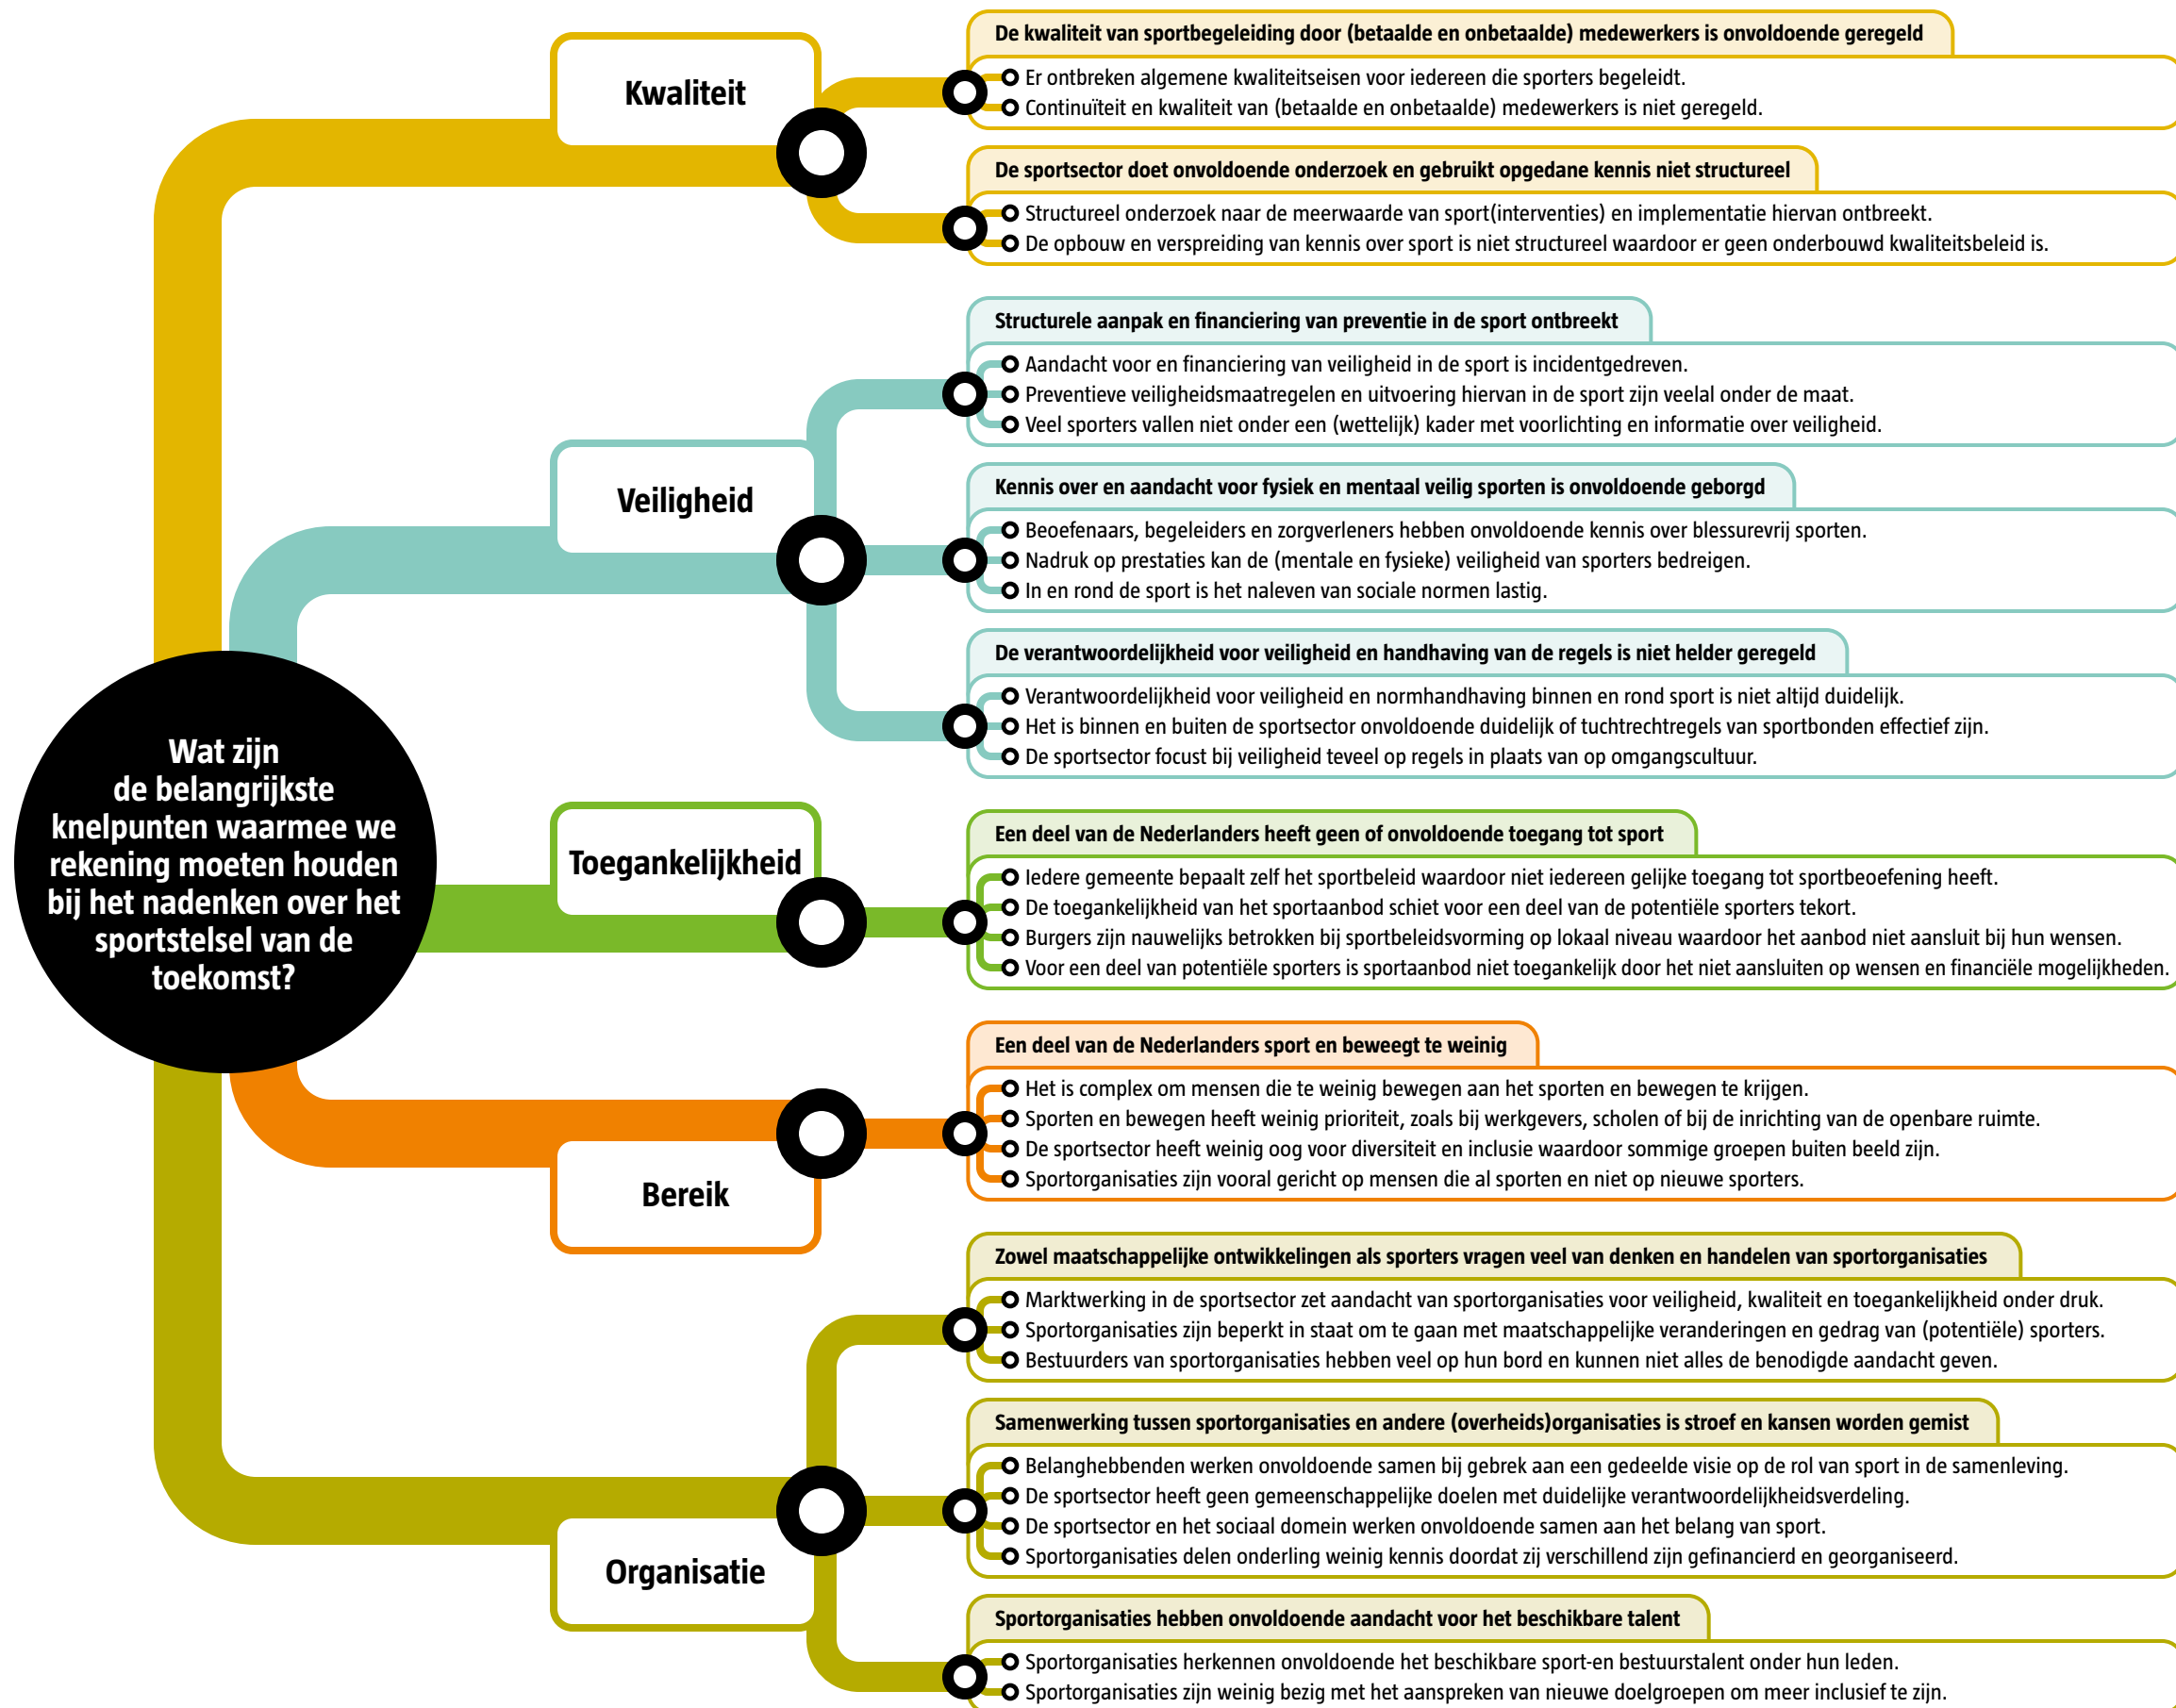 Wat zijn
de belangrijkste
knelpunten waarmee we
rekening moeten houden
bij het nadenken over het
sportstelsel van de
toekomst?
Kwaliteit
De kwaliteit van sportbegeleiding door (betaalde en onbetaalde) medewerkers is onvoldoende geregeld
Er ontbreken algemene kwaliteitseisen voor iedereen die sporters begeleidt.
Continuïteit en kwaliteit van (betaalde en onbetaalde) medewerkers is niet geregeld.
De sportsector doet onvoldoende onderzoek en gebruikt opgedane kennis niet structureel
Structureel onderzoek naar de meerwaarde van sport(interventies) en implementatie hiervan ontbreekt.
De opbouw en verspreiding van kennis over sport is niet structureel waardoor er geen onderbouwd kwaliteitsbeleid is.
Veiligheid
Structurele aanpak en financiering van preventie in de sport ontbreekt
Aandacht voor en financiering van veiligheid in de sport is incidentgedreven.
Preventieve veiligheidsmaatregelen en uitvoering hiervan in de sport zijn veelal onder de maat.
Veel sporters vallen niet onder een (wettelijk) kader met voorlichting en informatie over veiligheid.
Kennis over en aandacht voor fysiek en mentaal veilig sporten is onvoldoende geborgd
Beoefenaars, begeleiders en zorgverleners hebben onvoldoende kennis over blessurevrij sporten.
Nadruk op prestaties kan de (mentale en fysieke) veiligheid van sporters bedreigen.
In en rond de sport is het naleven van sociale normen lastig.
De verantwoordelijkheid voor veiligheid en handhaving van de regels is niet helder geregeld
Verantwoordelijkheid voor veiligheid en normhandhaving binnen en rond sport is niet altijd duidelijk.
Het is binnen en buiten de sportsector onvoldoende duidelijk of tuchtrechtregels van sportbonden effectief zijn.
De sportsector focust bij veiligheid teveel op regels in plaats van op omgangscultuur.
Toegankelijkheid
Een deel van de Nederlanders heeft geen of onvoldoende toegang tot sport
Iedere gemeente bepaalt zelf het sportbeleid waardoor niet iedereen gelijke toegang tot sportbeoefening heeft.
De toegankelijkheid van het sportaanbod schiet voor een deel van de potentiële sporters tekort.
Burgers zijn nauwelijks betrokken bij sportbeleidsvorming op lokaal niveau waardoor het aanbod niet aansluit bij hun wensen.
Voor een deel van potentiële sporters is sportaanbod niet toegankelijk door het niet aansluiten op wensen en financiële mogelijkheden.
Bereik
Een deel van de Nederlanders sport en beweegt te weinig
Het is complex om mensen die te weinig bewegen aan het sporten en bewegen te krijgen.
Sporten en bewegen heeft weinig prioriteit, zoals bij werkgevers, scholen of bij de inrichting van de openbare ruimte.
De sportsector heeft weinig oog voor diversiteit en inclusie waardoor sommige groepen buiten beeld zijn.
Sportorganisaties zijn vooral gericht op mensen die al sporten en niet op nieuwe sporters.
Organisatie
Zowel maatschappelijke ontwikkelingen als sporters vragen veel van denken en handelen van sportorganisaties
Marktwerking in de sportsector zet aandacht van sportorganisaties voor veiligheid, kwaliteit en toegankelijkheid onder druk.
Sportorganisaties zijn beperkt in staat om te gaan met maatschappelijke veranderingen en gedrag van (potentiële) sporters.
Bestuurders van sportorganisaties hebben veel op hun bord en kunnen niet alles de benodigde aandacht geven.
Samenwerking tussen sportorganisaties en andere (overheids)organisaties is stroef en kansen worden gemist
Belanghebbenden werken onvoldoende samen bij gebrek aan een gedeelde visie op de rol van sport in de samenleving.
De sportsector heeft geen gemeenschappelijke doelen met duidelijke verantwoordelijkheidsverdeling.
De sportsector en het sociaal domein werken onvoldoende samen aan het belang van sport.
Sportorganisaties delen onderling weinig kennis doordat zij verschillend zijn gefinancierd en georganiseerd.
Sportorganisaties hebben onvoldoende aandacht voor het beschikbare talent
Sportorganisaties herkennen onvoldoende het beschikbare sport-en bestuurstalent onder hun leden.
Sportorganisaties zijn weinig bezig met het aanspreken van nieuwe doelgroepen om meer inclusief te zijn.